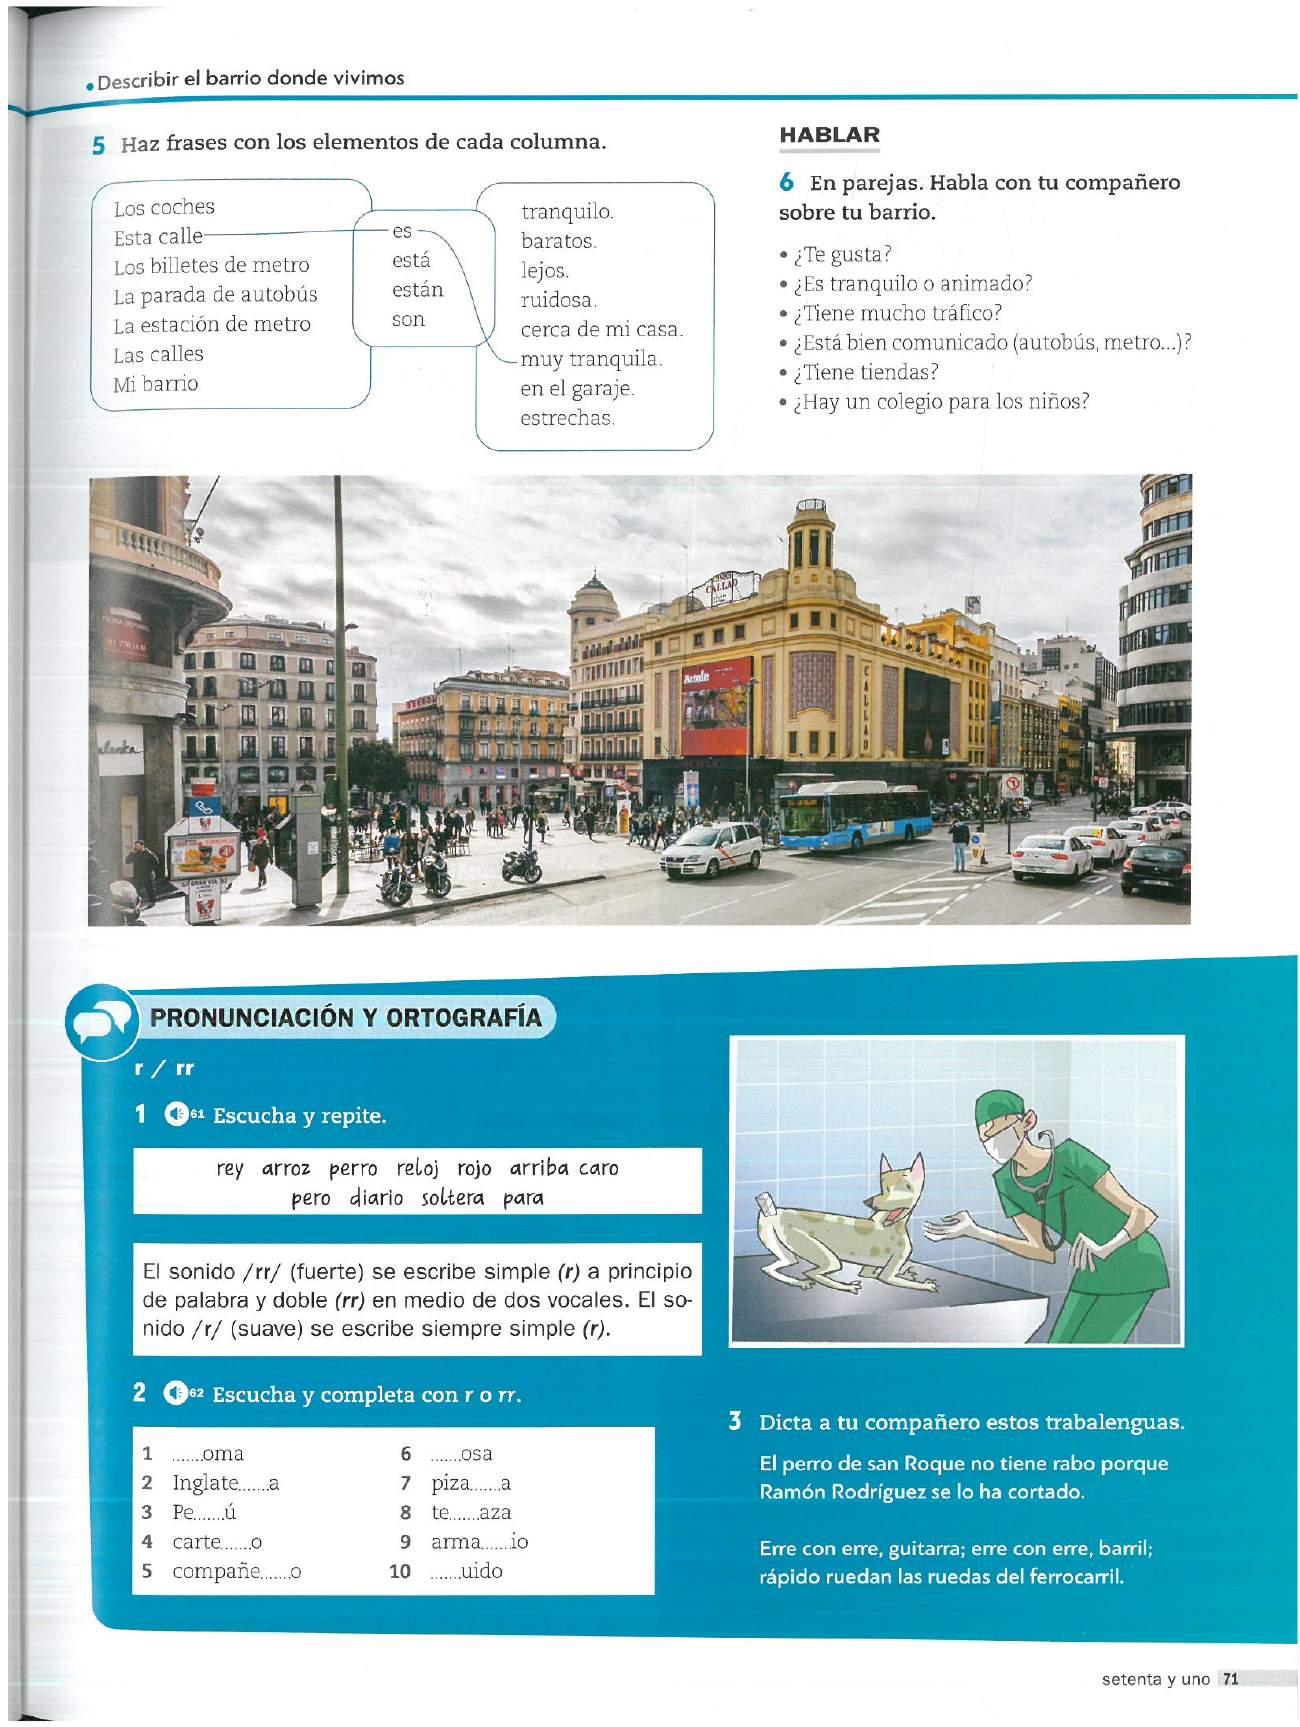 • Describir el barrio donde vivimos
5 Haz frases con los elementos de cada columna.
Los coches
Esta calle
Los billetes de metro
La parada de autobús
La estación de metro
Las calles
Mi barrio
es
está
están
son
tranquilo.
baratos.
lejos.
ruidosa.
cerca de mi casa.
muy tranquila.
en el garaje.
estrechas.
HABLAR
6 En parejas. Habla con tu compañero
sobre tu barrio.
• ¿Te gusta?
• ¿Es tranquilo o animado?
• ¿Tiene mucho tráfico?
• ¿Está bien comunicado (autobús, metro...)?
• ¿Tiene tiendas?
• ¿Hay un colegio para los niños?
CINES
CALLAO
CALLAO
PRONUNCIACIÓN Y ORTOGRAFÍA
r / rr
1 61 Escucha y repite.
rey arroz perro reloj rojo arriba caro
pero diario soltera para
El sonido /rr/ (fuerte) se escribe simple (r) a principio
de palabra y doble (rr) en medio de dos vocales. El so-
nido /r/ (suave) se escribe siempre simple (r).
2 62 Escucha y completa con r o rr.
1 .......oma
2 Inglate.......a
3 Pe.......ú
4 carte.......o
5 compañe.......o
6 .......osa
7 piza.......a
8 te.......aza
9 arma.......io
10 .......uido
3 Dicta a tu compañero estos trabalenguas.
El perro de san Roque no tiene rabo porque
Ramón Rodríguez se lo ha cortado.
Erre con erre, guitarra; erre con erre, barril;
rápido ruedan las ruedas del ferrocarril.
setenta y uno 71